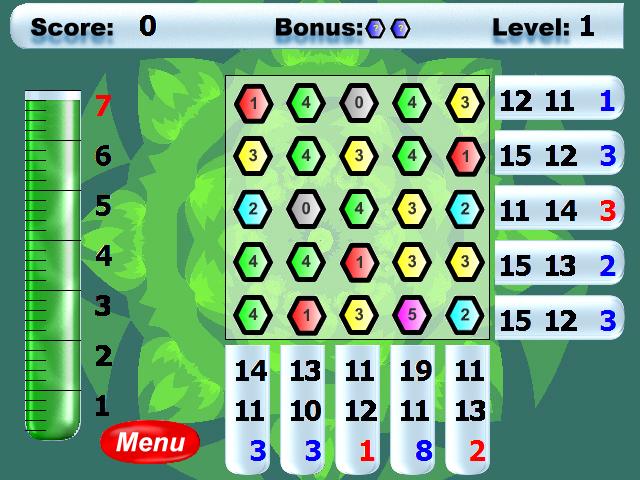 Score: 0 Bonus: ? ? Level: 1
7
6
5
4
3
2
1
1 4 0 4 3 12 11 1
3 4 3 4 1 15 12 3
2 0 4 3 2 11 14 3
4 4 1 3 3 15 13 2
4 1 3 5 2 15 12 3
14 13 11 19 11
11 10 12 11 13
3 3 1 8 2
Menu